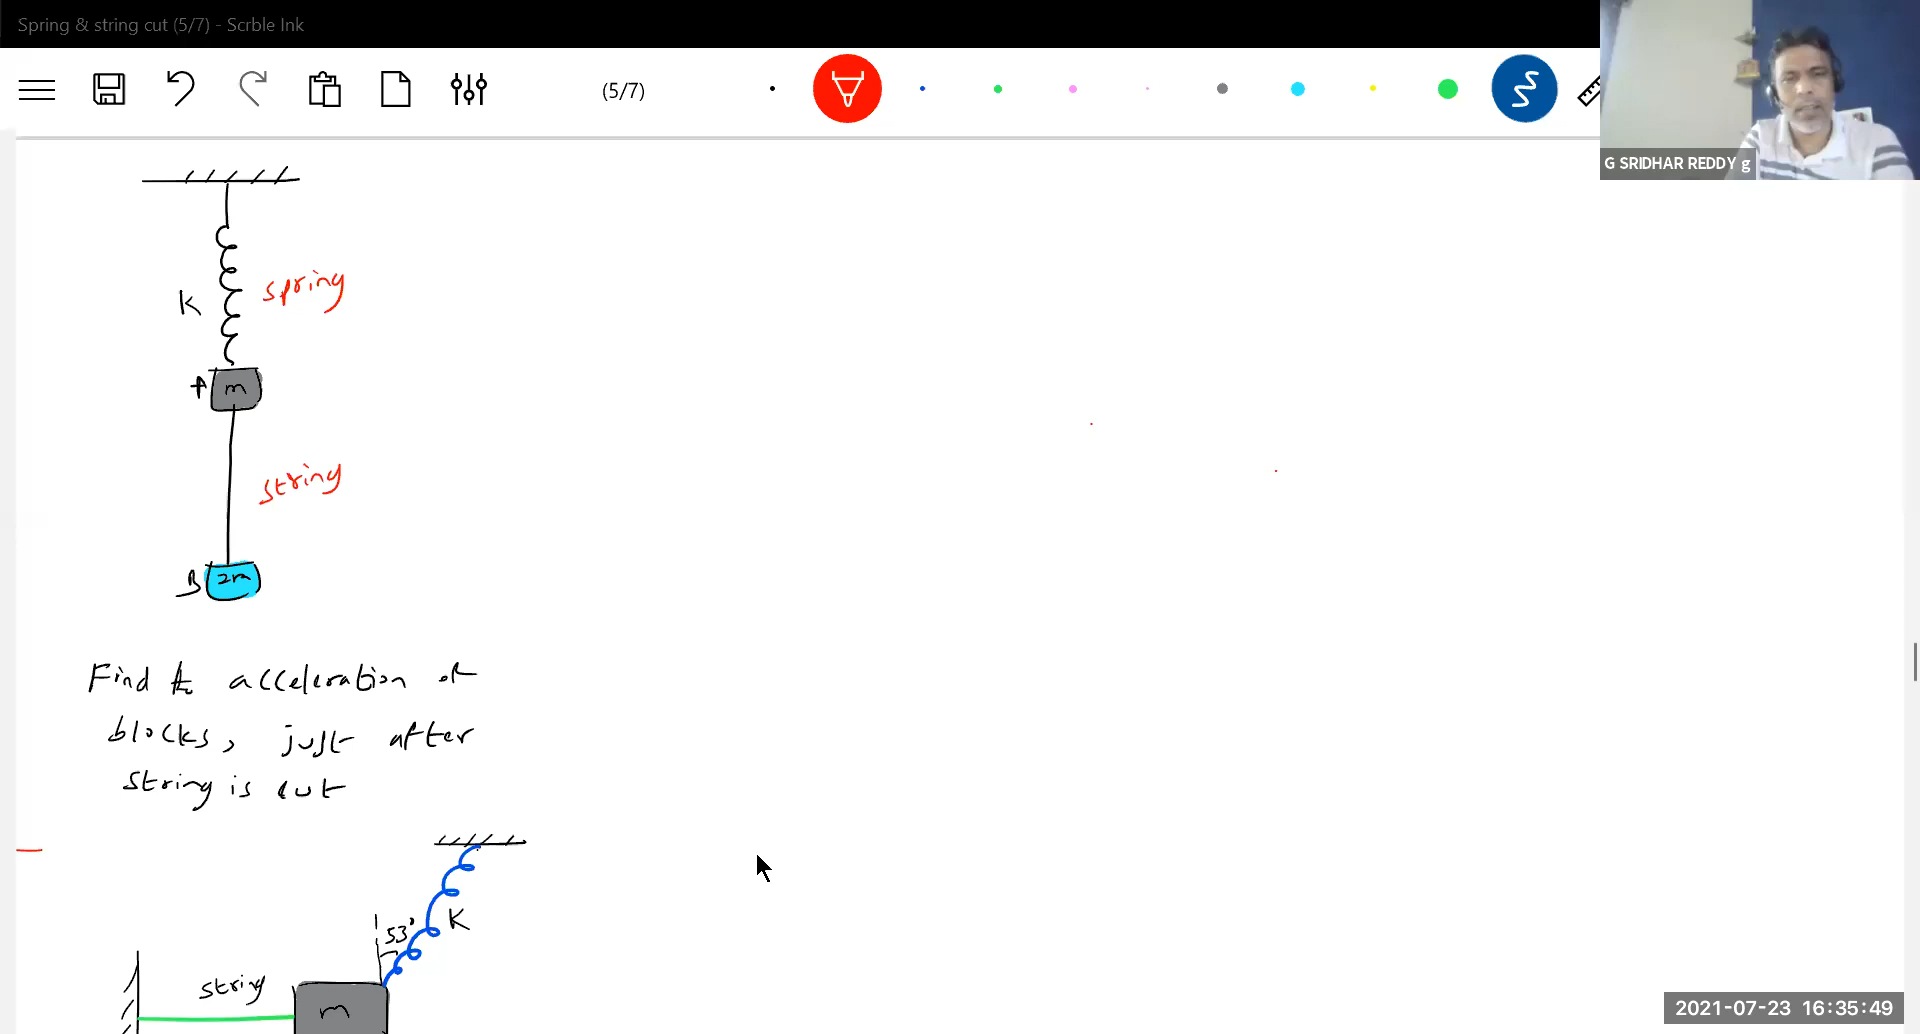 Spring & string cut (5/7) - Scrble Ink
(5/7)
G SRIDHAR REDDY g
K
spring
A
m
string
B
2m
Find the acceleration of
blocks, just after
string is cut
53°
K
string
m
2021-07-23 16:35:49